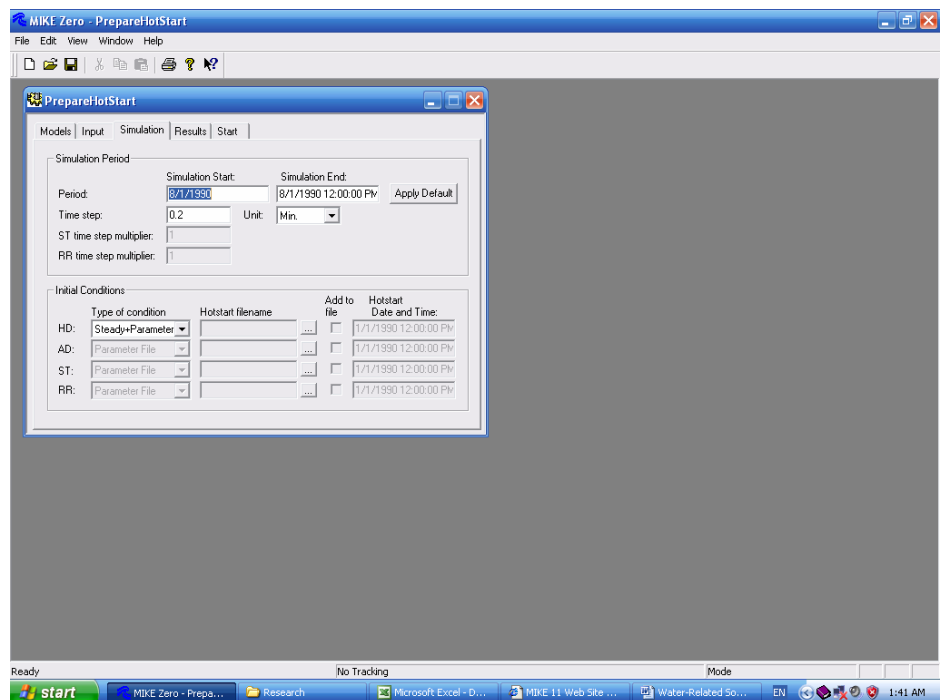 MIKE Zero - PrepareHotStart
File Edit View Window Help
PrepareHotStart
Models Input Simulation Results Start
Simulation Period
Simulation Start: Simulation End:
Period: 8/1/1990 8/1/1990 12:00:00 PM Apply Default
Time step: 0.2 Unit: Min.
ST time step multiplier: 1
RR time step multiplier: 1
Initial Conditions
Add to Hotstart
Type of condition Hotstart filename file Date and Time:
HD: Steady+Parameter ... 1/1/1990 12:00:00 PM
AD: Parameter File ... 1/1/1990 12:00:00 PM
ST: Parameter File ... 1/1/1990 12:00:00 PM
RR: Parameter File ... 1/1/1990 12:00:00 PM
Ready No Tracking Mode
start MIKE Zero - Prepa... Research Microsoft Excel - D... MIKE 11 Web Site ... Water-Related So... EN 1:41 AM